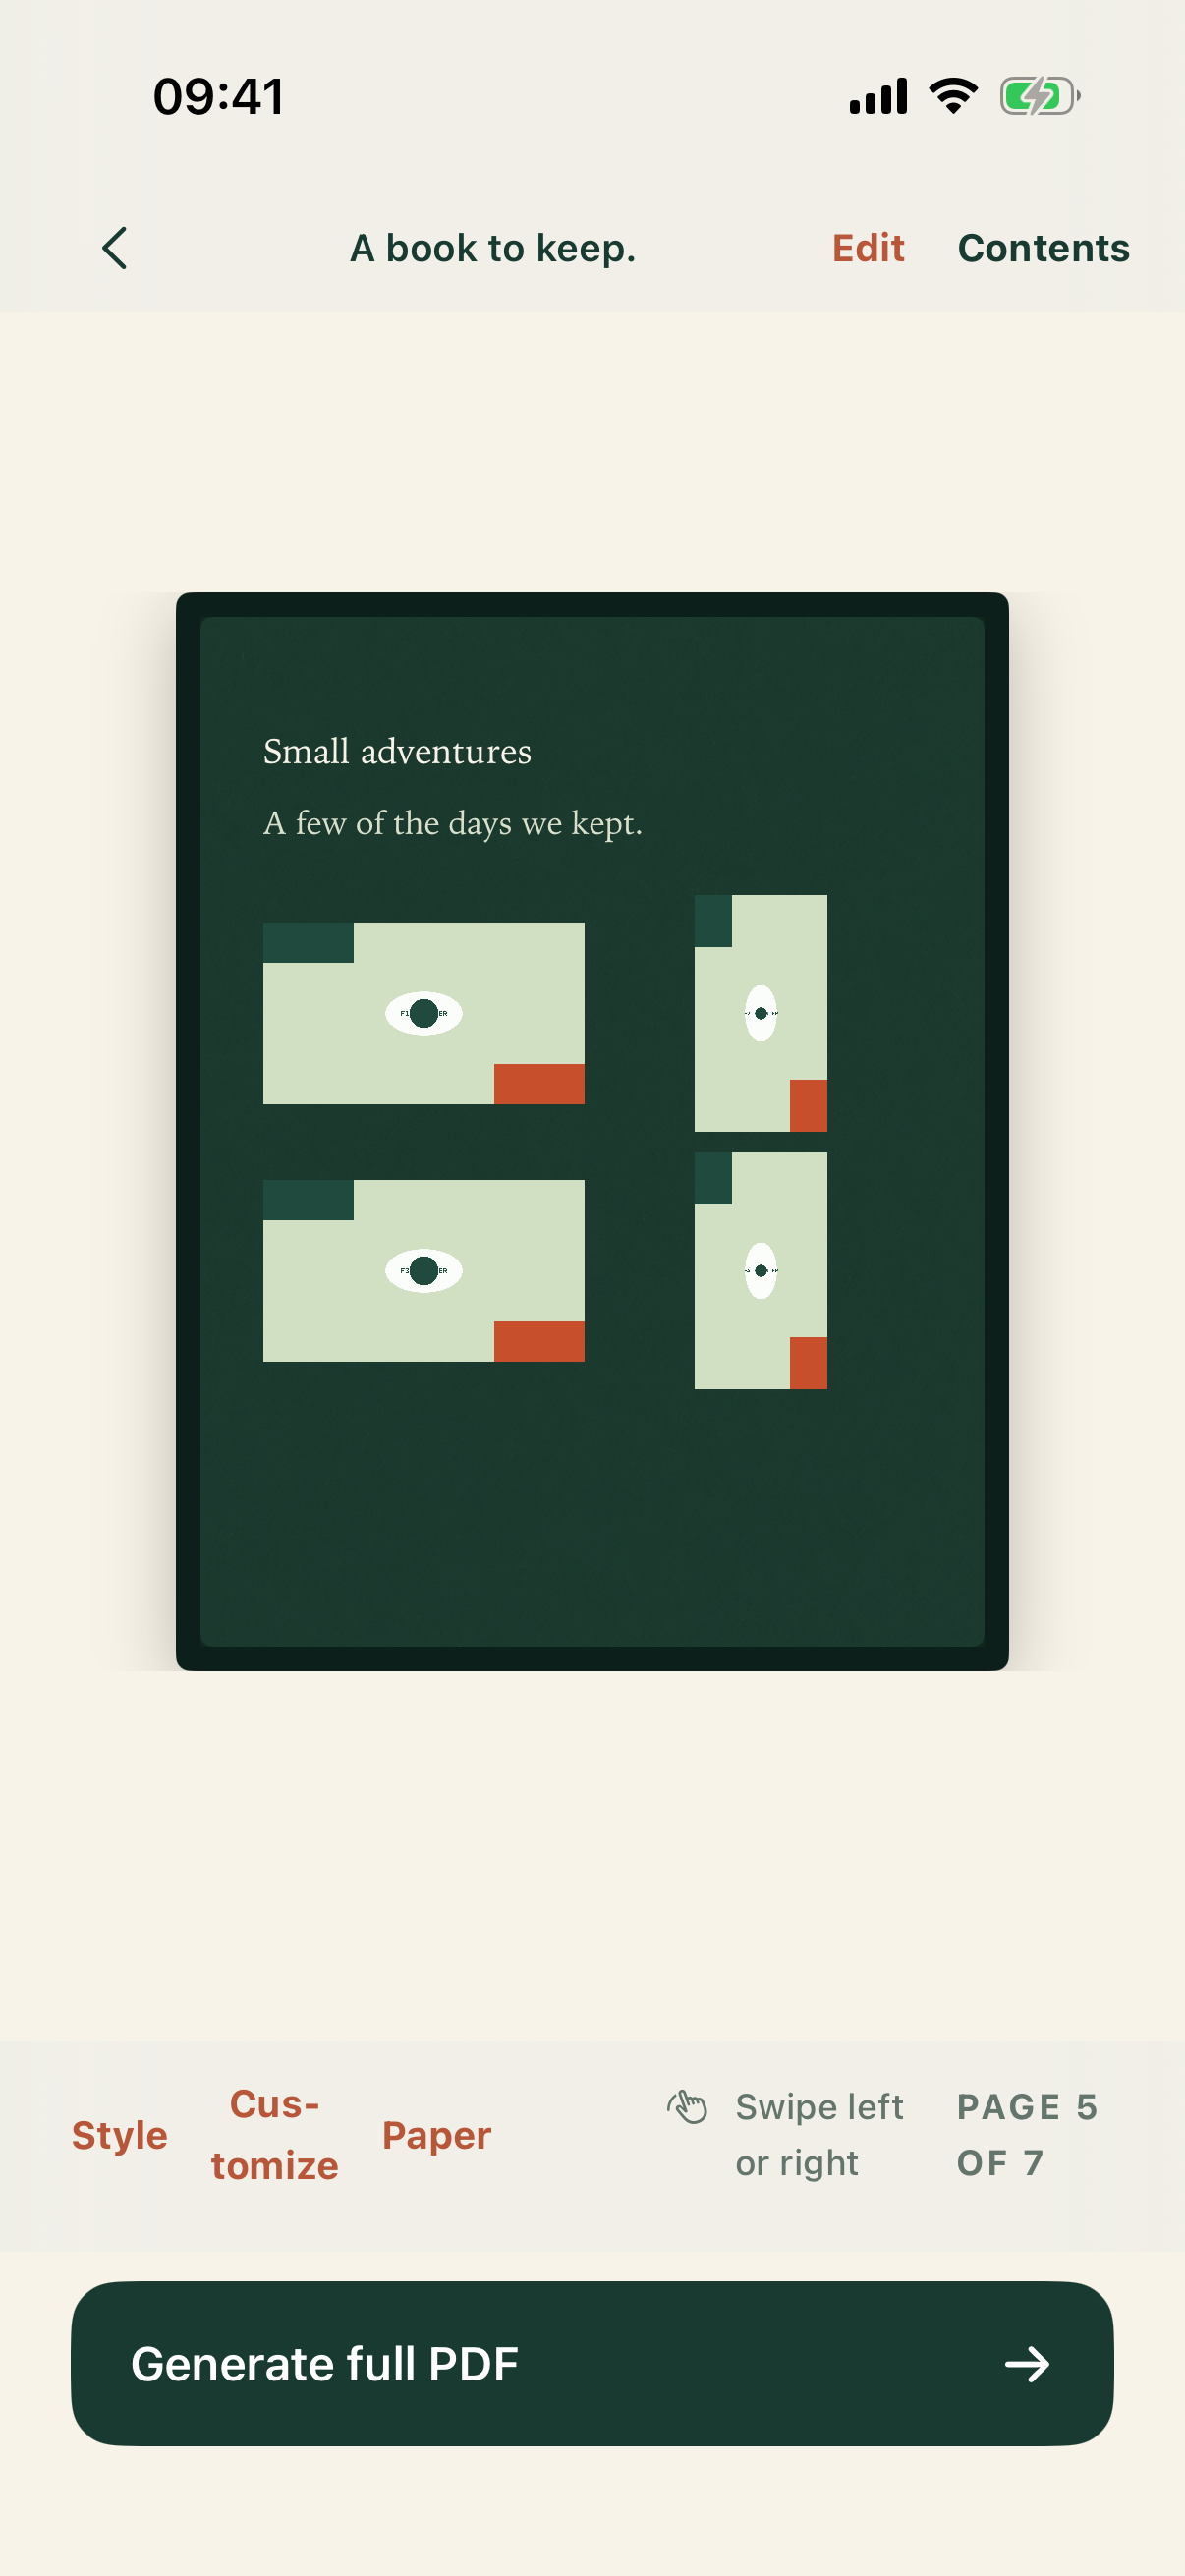 09:41
A book to keep.
Edit
Contents
Small adventures
A few of the days we kept.
Style
Cus-
tomize
Paper
Swipe left
or right
PAGE 5
OF 7
Generate full PDF